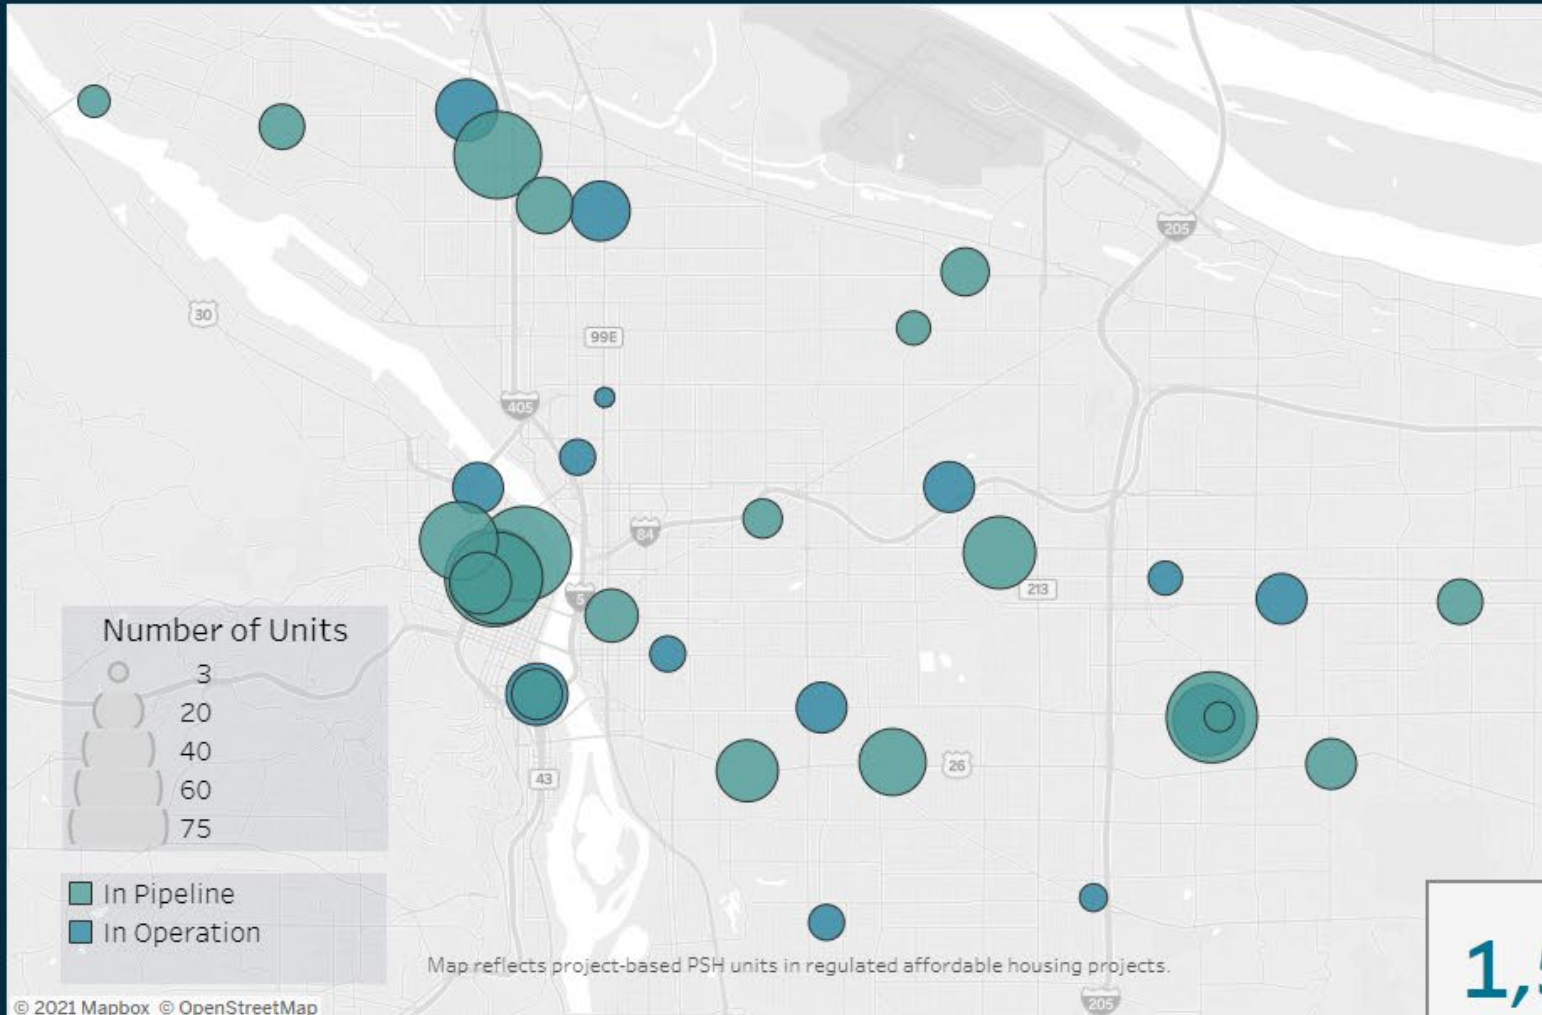 205
30
99E
405
84
5
213
Number of Units
3
20
40
60
75
43
26
In Pipeline
In Operation
Map reflects project-based PSH units in regulated affordable housing projects.
205
© 2021 Mapbox © OpenStreetMap